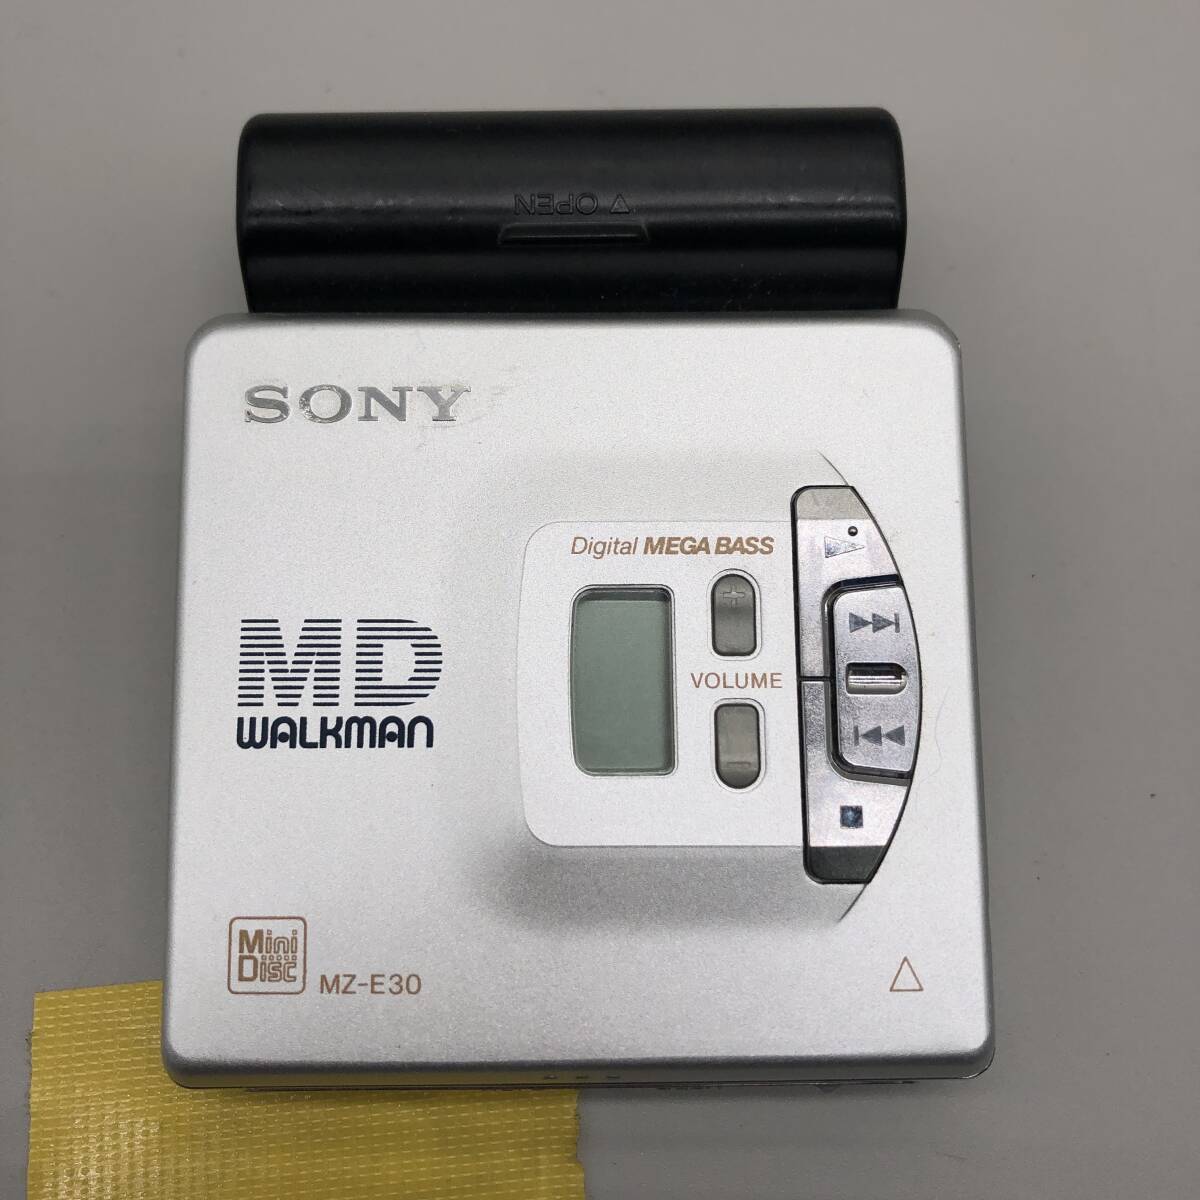 ▽ OPEN
SONY
Digital MEGA BASS
+
VOLUME
−
MD
WALKMAN
Mini
Disc
MZ-E30